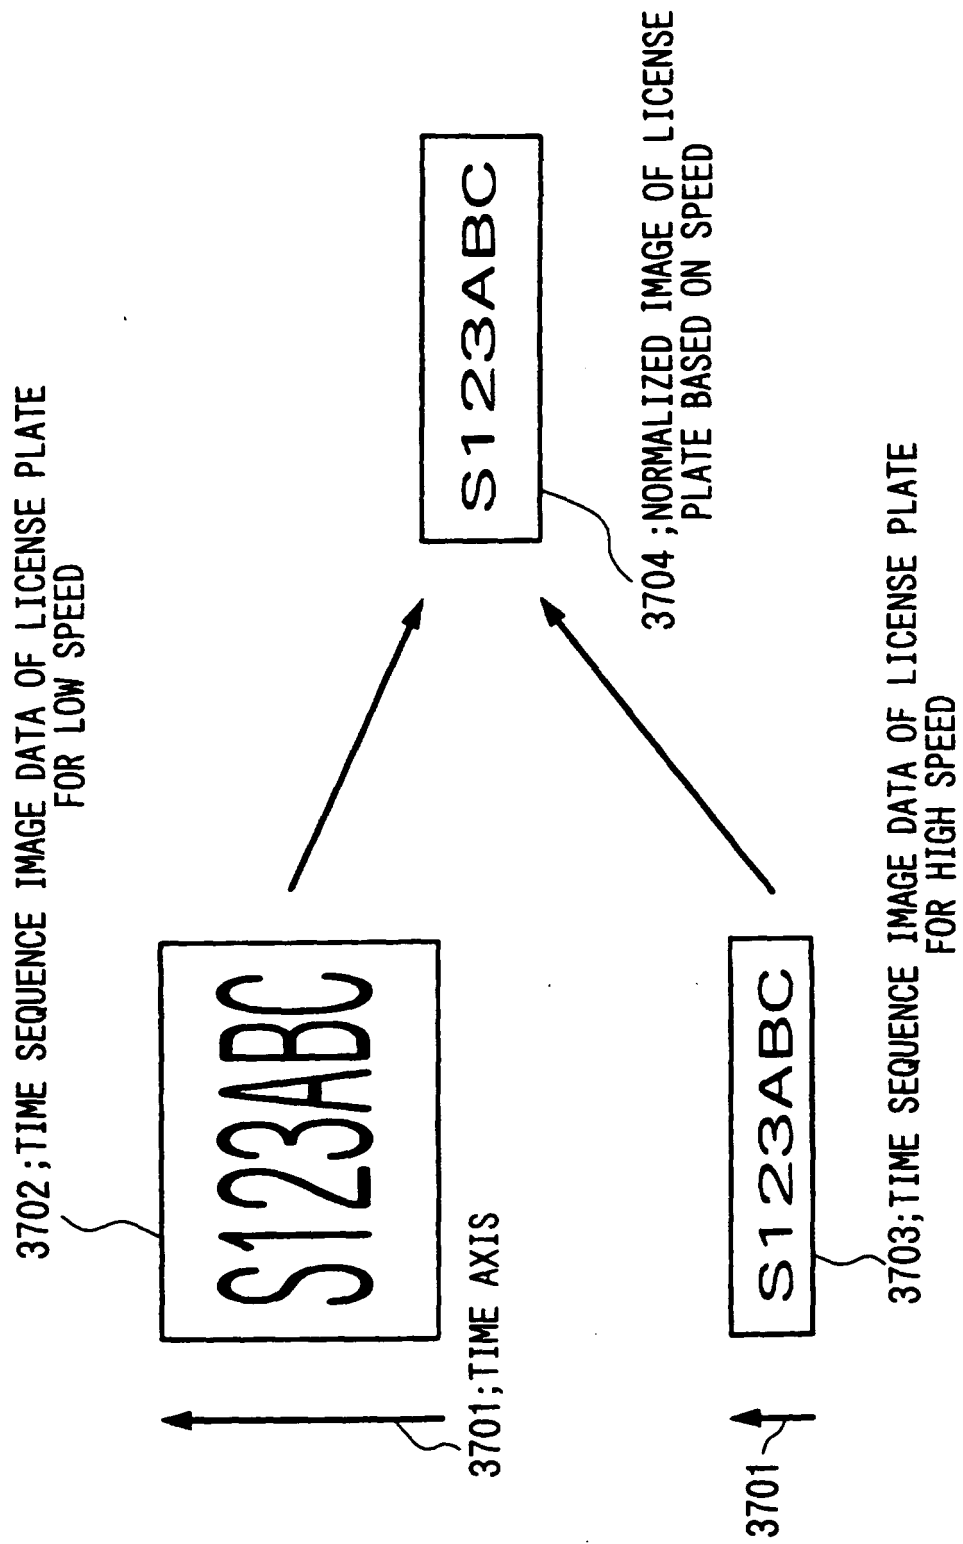 3702;TIME SEQUENCE IMAGE DATA OF LICENSE PLATE
FOR LOW SPEED
S123ABC
3701;TIME AXIS
S123ABC
3704;NORMALIZED IMAGE OF LICENSE
PLATE BASED ON SPEED
3701
S123ABC
3703;TIME SEQUENCE IMAGE DATA OF LICENSE PLATE
FOR HIGH SPEED